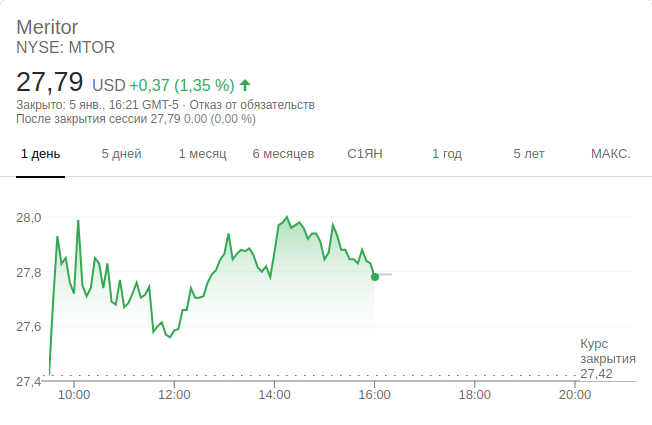 Meritor
NYSE: MTOR
27,79 USD +0,37 (1,35 %)
Закрыто: 5 янв., 16:21 GMT-5 · Отказ от обязательств
После закрытия сессии 27,79 0,00 (0,00 %)
1 день 5 дней 1 месяц 6 месяцев С1ЯН 1 год 5 лет МАКС.
28,0
27,8
27,6
Курс
закрытия
27,42
27,4
10:00 12:00 14:00 16:00 18:00 20:00